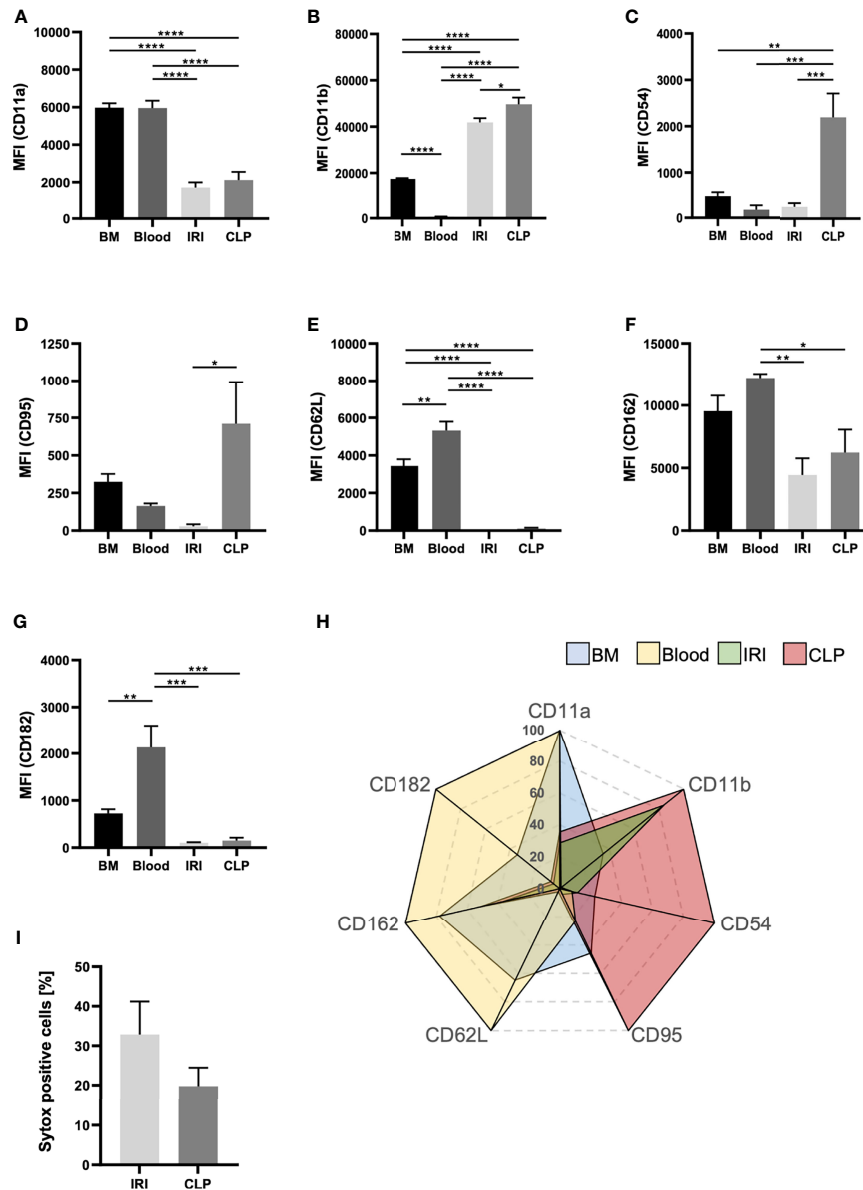 A
MFI (CD11a)
10000
8000
6000
4000
2000
0
****
****
****
****
BM Blood IRI CLP
B
MFI (CD11b)
80000
60000
40000
20000
0
****
****
****
****
*
****
BM Blood IRI CLP
C
MFI (CD54)
4000
3000
2000
1000
0
**
***
***
BM Blood IRI CLP
D
MFI (CD95)
1250
1000
750
500
250
0
*
BM Blood IRI CLP
E
MFI (CD62L)
10000
8000
6000
4000
2000
0
****
****
****
****
**
BM Blood IRI CLP
F
MFI (CD162)
15000
10000
5000
0
*
**
BM Blood IRI CLP
G
MFI (CD182)
4000
3000
2000
1000
0
***
***
**
BM Blood IRI CLP
H
BM Blood IRI CLP
CD11a
CD11b
CD54
CD95
CD62L
CD162
CD182
100
80
60
40
20
0
I
Sytox positive cells [%]
50
40
30
20
10
0
IRI CLP